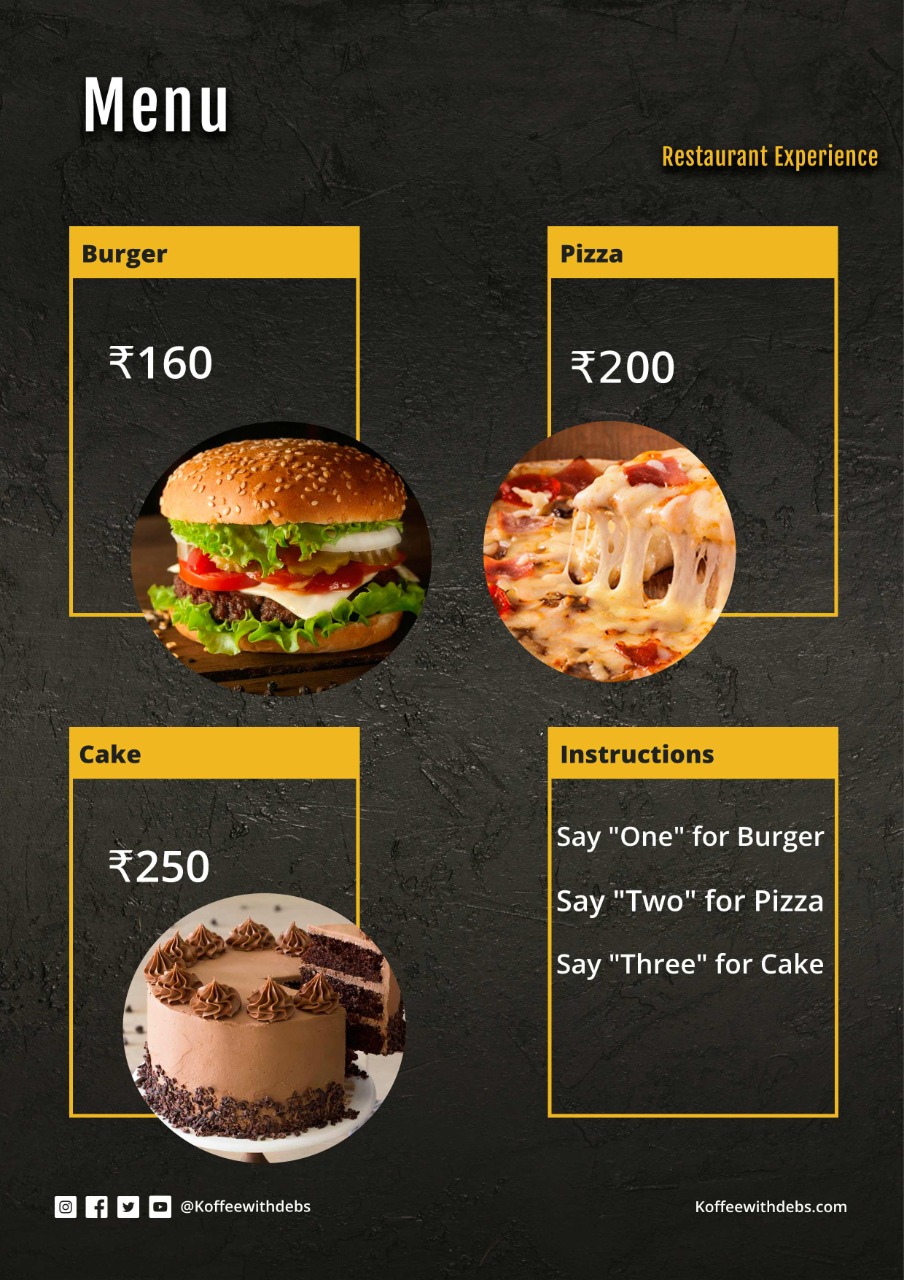 Menu
Restaurant Experience
Burger
₹160
Pizza
₹200
Cake
₹250
Instructions
Say "One" for Burger
Say "Two" for Pizza
Say "Three" for Cake
@Koffeewithdebs
Koffeewithdebs.com